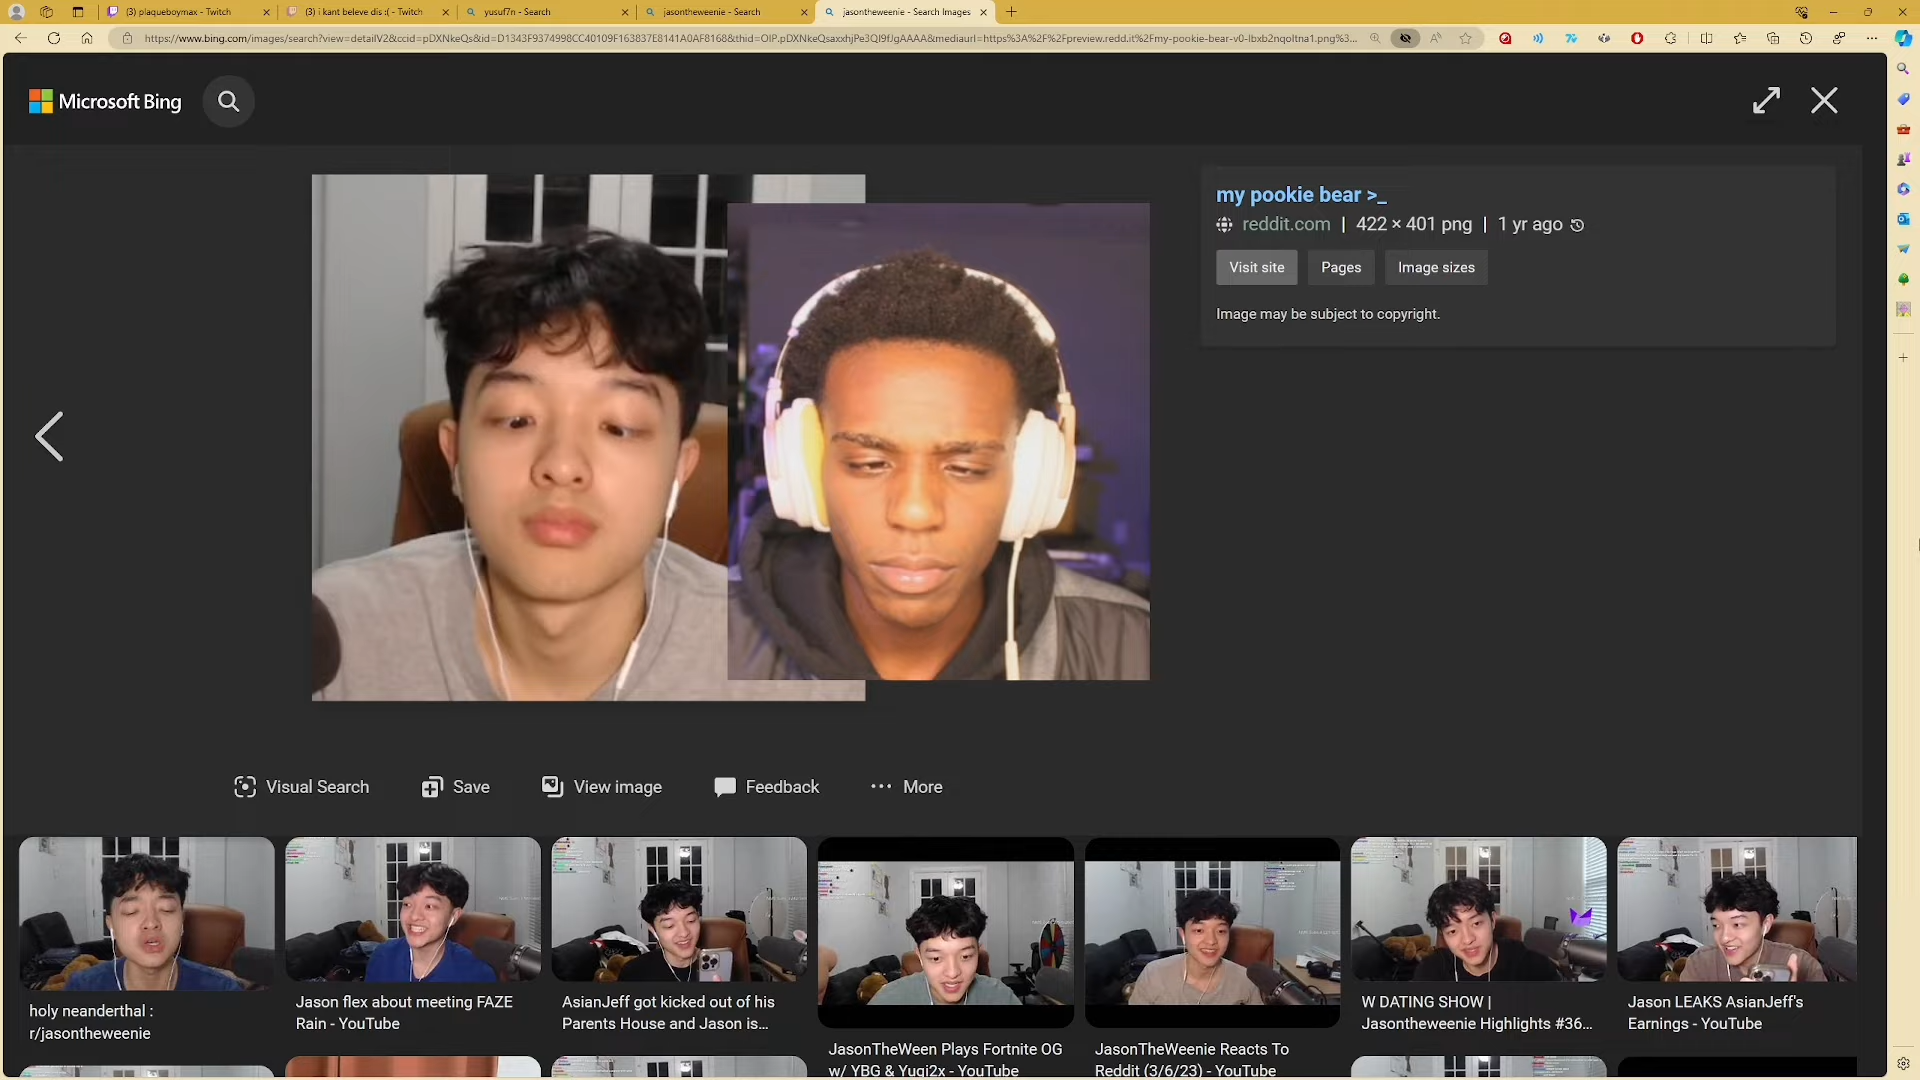 (3) plaqueboymax - Twitch
(3) i kant beleve dis :( - Twitch
yusuf7n - Search
jasontheweenie - Search
jasontheweenie - Search Images
Microsoft Bing
my pookie bear >_
reddit.com | 422 × 401 png | 1 yr ago
Visit site
Pages
Image sizes
Image may be subject to copyright.
Visual Search
Save
View image
Feedback
More
holy neanderthal :
r/jasontheweenie
Jason flex about meeting FAZE
Rain - YouTube
AsianJeff got kicked out of his
Parents House and Jason is...
JasonTheWeen Plays Fortnite OG
w/ YBG & Yugi2x - YouTube
JasonTheWeenie Reacts To
Reddit (3/6/23) - YouTube
W DATING SHOW |
Jasontheweenie Highlights #36...
Jason LEAKS AsianJeff's
Earnings - YouTube